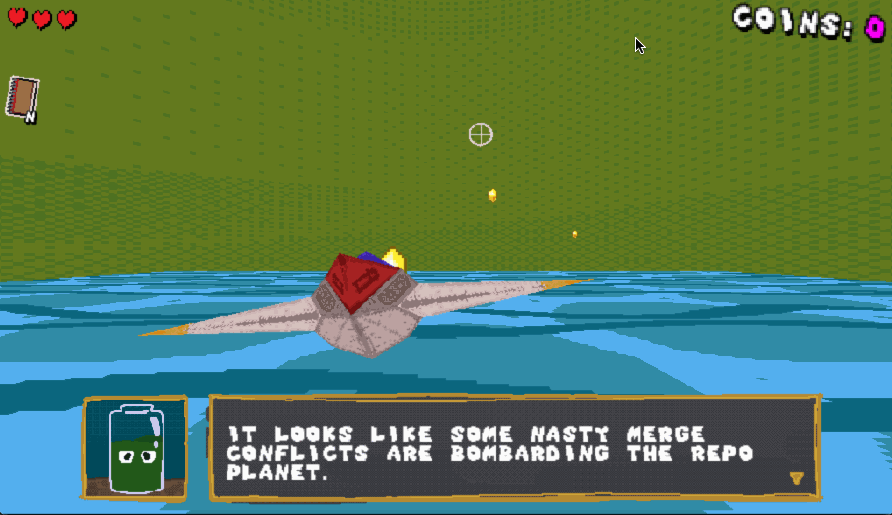 COINS: 0
N
IT LOOKS LIKE SOME NASTY MERGE
CONFLICTS ARE BOMBARDING THE REPO
PLANET.